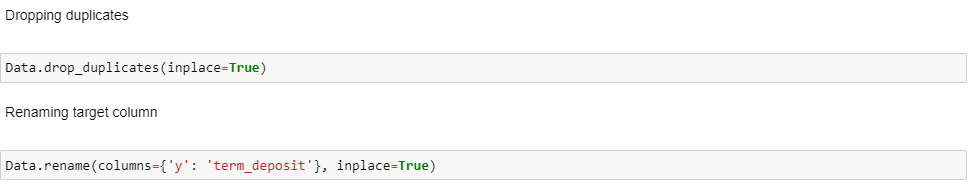 Dropping duplicates
Data.drop_duplicates(inplace=True)
Renaming target column
Data.rename(columns={'y': 'term_deposit'}, inplace=True)